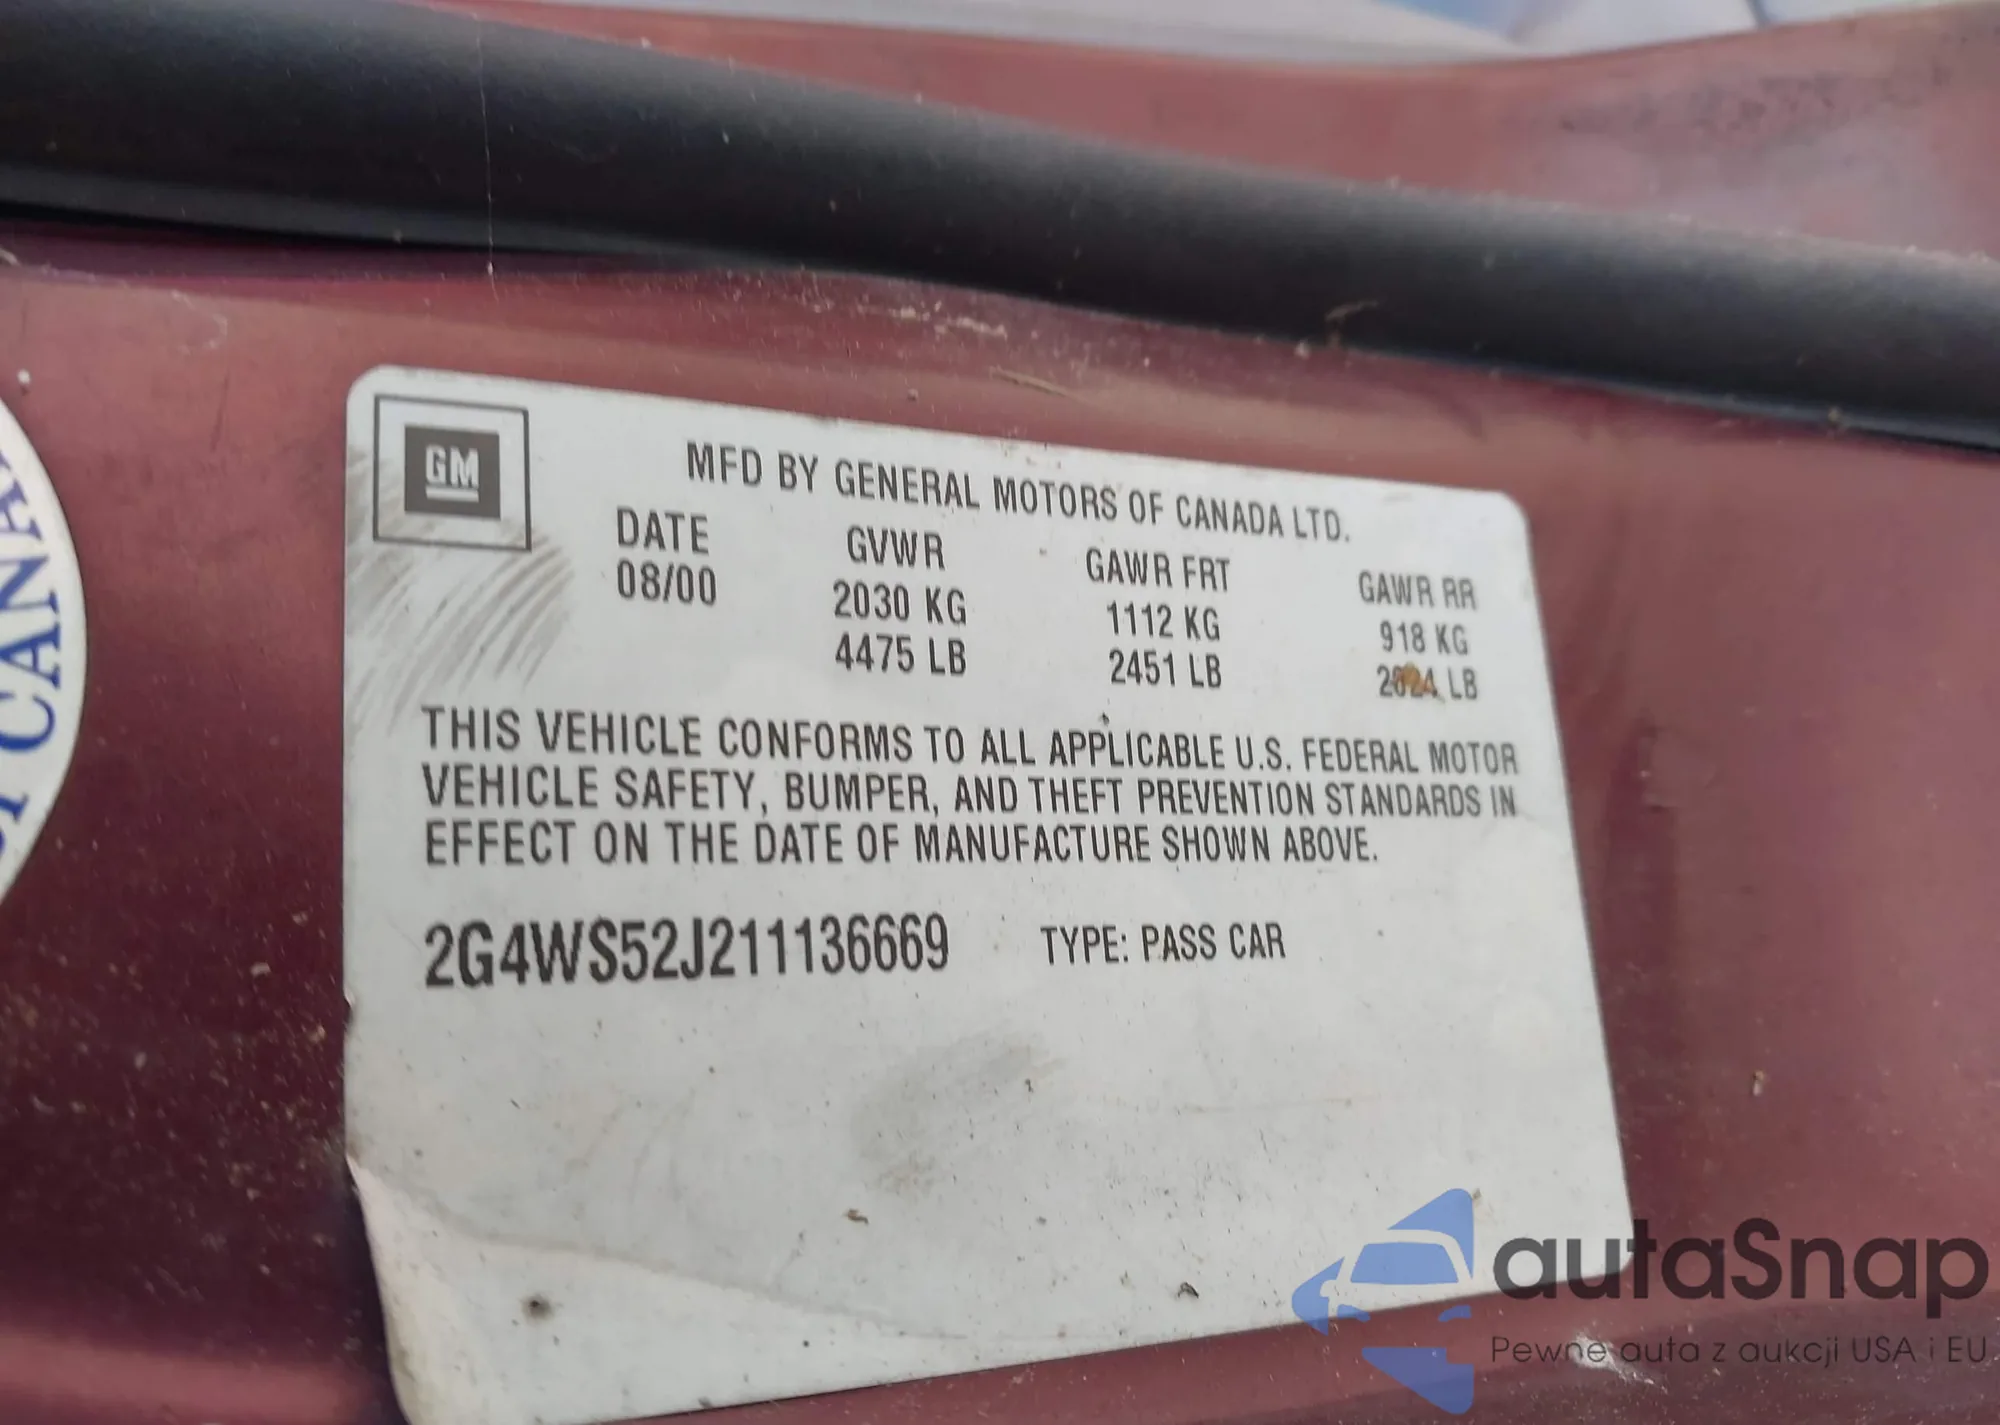 GM
MFD BY GENERAL MOTORS OF CANADA LTD.
DATE GVWR GAWR FRT GAWR RR
08/00 2030 KG 1112 KG 918 KG
4475 LB 2451 LB 2024 LB
THIS VEHICLE CONFORMS TO ALL APPLICABLE U.S. FEDERAL MOTOR
VEHICLE SAFETY, BUMPER, AND THEFT PREVENTION STANDARDS IN
EFFECT ON THE DATE OF MANUFACTURE SHOWN ABOVE.
2G4WS52J211136669 TYPE: PASS CAR
autaSnap
Pewne auta z aukcji USA i EU